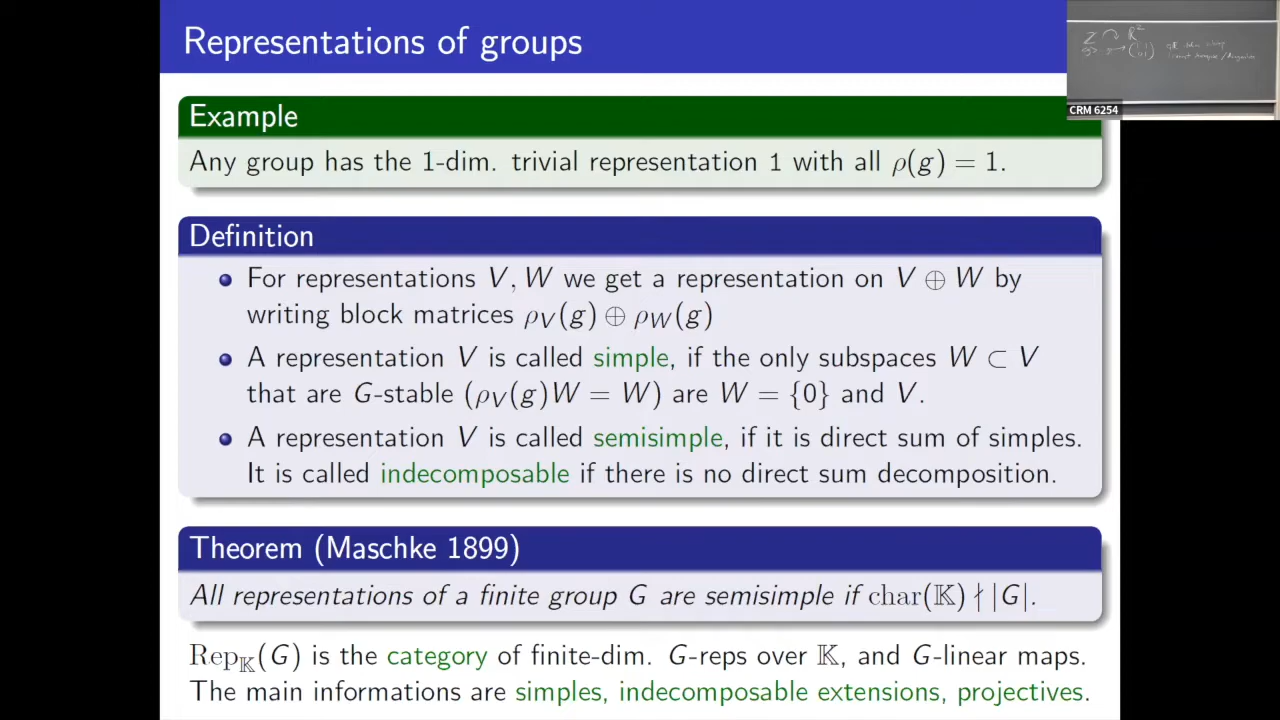 Representations of groups
CRM 6254
Example
Any group has the 1-dim. trivial representation 1 with all ρ(g) = 1.
Definition
For representations V, W we get a representation on V ⊕ W by
writing block matrices ρ_V(g) ⊕ ρ_W(g)
A representation V is called simple, if the only subspaces W ⊂ V
that are G-stable (ρ_V(g)W = W) are W = {0} and V.
A representation V is called semisimple, if it is direct sum of simples.
It is called indecomposable if there is no direct sum decomposition.
Theorem (Maschke 1899)
All representations of a finite group G are semisimple if char(𝕂) ∤ |G|.
Rep_𝕂(G) is the category of finite-dim. G-reps over 𝕂, and G-linear maps.
The main informations are simples, indecomposable extensions, projectives.